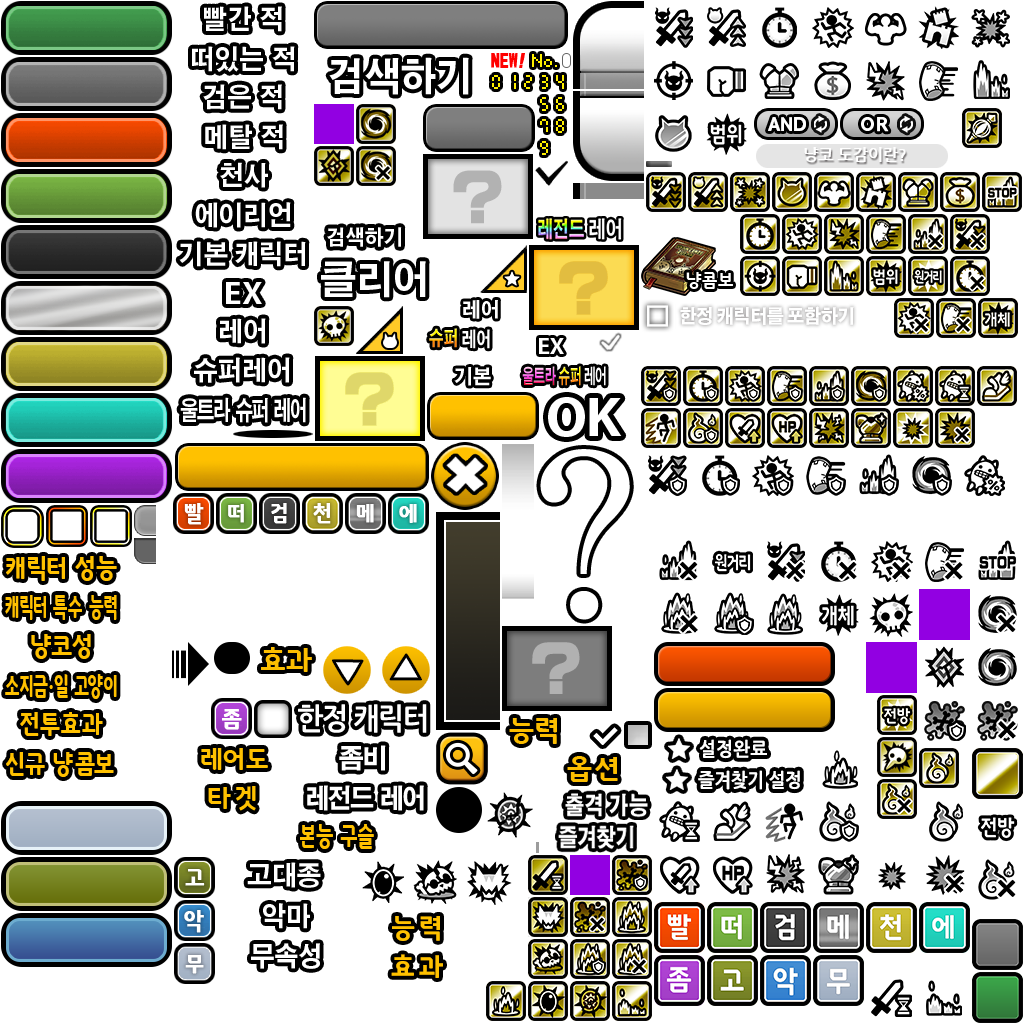 빨간 적
떠있는 적
검은 적
메탈 적
천사
에이리언
기본 캐릭터
EX
레어
슈퍼레어
울트라 슈퍼 레어
검색하기
NEW! No.
01234
56
78
9
?
검색하기
클리어
레전드 레어
?
레어
슈퍼 레어
EX
기본
울트라 슈퍼 레어
?
OK
빨 떠 검 천 메 에
?
?
캐릭터 성능
캐릭터 특수 능력
냥코성
소지금·일 고양이
전투효과
신규 냥콤보
효과
좀
한정 캐릭터
레어도
좀비
타겟
레전드 레어
본능 구슬
능력
옵션
출격 가능
즐겨찾기
고
악
무
고대종
악마
무속성
능력
효과
$
범위
AND
OR
냥코 도감이란?
$
STOP
냥콤보
범위
원거리
한정 캐릭터를 포함하기
개체
%
HP
%
원거리
STOP
개체
전방
설정완료
즐겨찾기 설정
전방
HP
빨 떠 검 메 천 에
좀 고 악 무